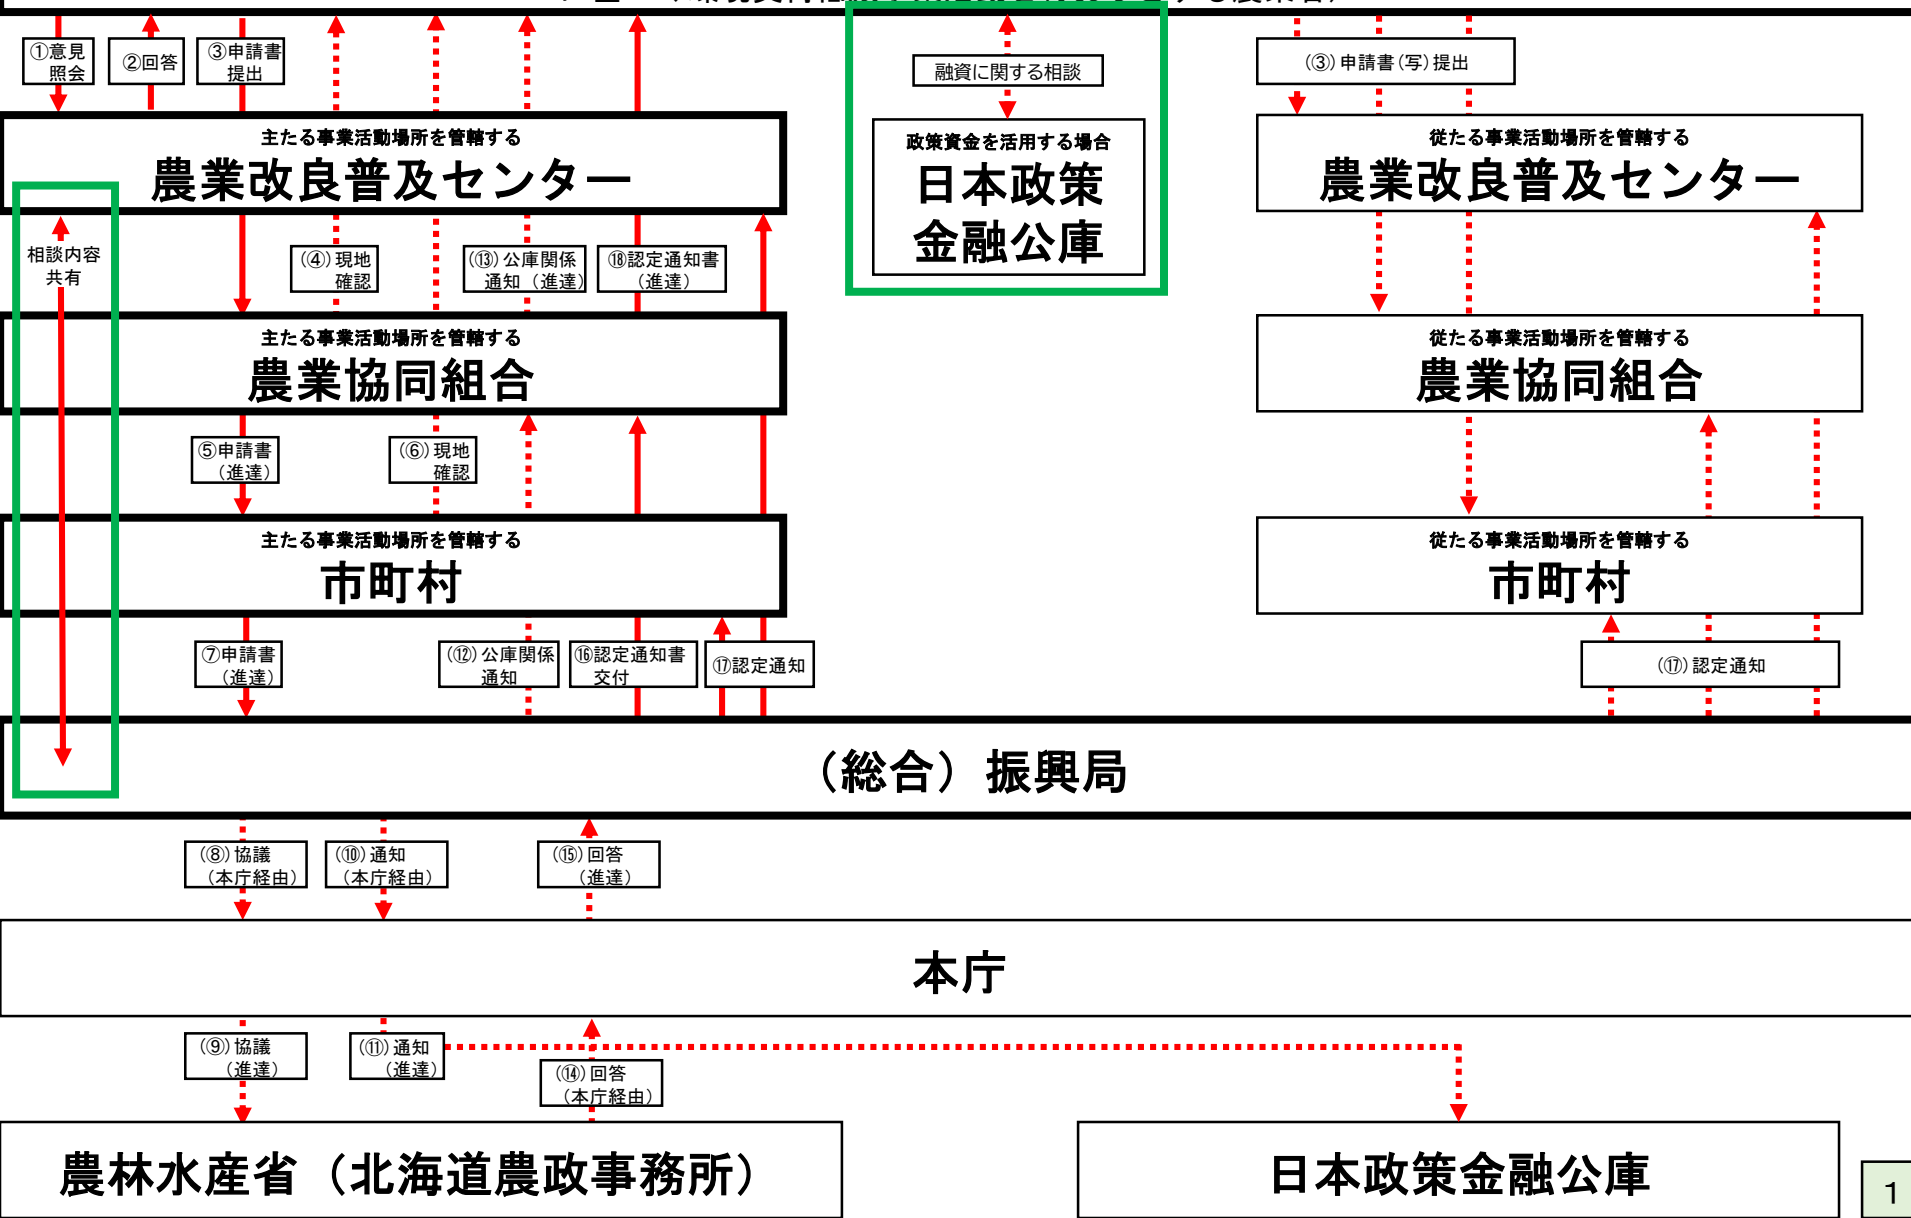 ①意見
照会
②回答
③申請書
提出
融資に関する相談
(③)申請書(写)提出
主たる事業活動場所を管轄する
農業改良普及センター
政策資金を活用する場合
日本政策
金融公庫
従たる事業活動場所を管轄する
農業改良普及センター
相談内容
共有
(④)現地
確認
(⑬)公庫関係
通知（進達）
⑱認定通知書
（進達）
主たる事業活動場所を管轄する
農業協同組合
従たる事業活動場所を管轄する
農業協同組合
⑤申請書
（進達）
(⑥)現地
確認
主たる事業活動場所を管轄する
市町村
従たる事業活動場所を管轄する
市町村
⑦申請書
（進達）
(⑫)公庫関係
通知
⑯認定通知書
交付
⑰認定通知
(⑰)認定通知
（総合）振興局
(⑧)協議
（本庁経由）
(⑩)通知
（本庁経由）
(⑮)回答
（進達）
本庁
(⑨)協議
（進達）
(⑪)通知
（進達）
(⑭)回答
（本庁経由）
農林水産省（北海道農政事務所）
日本政策金融公庫
1